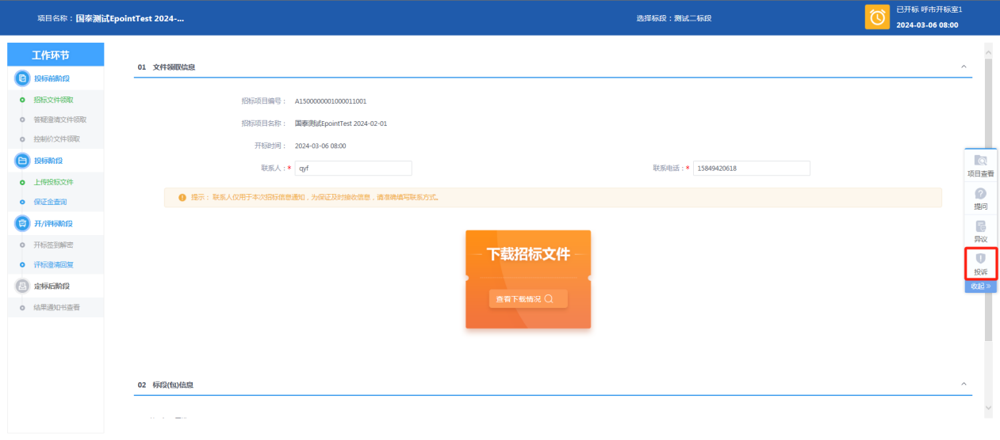 项目名称：国泰测试EpointTest 2024-...
选择标段：测试二标段
已开标 呼市开标室1
2024-03-06 08:00
工作环节
投标前阶段
招标文件领取
答疑澄清文件领取
控制价文件领取
投标阶段
上传投标文件
保证金查询
开/评标阶段
开标签到解密
评标澄清回复
定标后阶段
结果通知书查看
01 文件领取信息
招标项目编号： A1500000001000011001
招标项目名称： 国泰测试EpointTest 2024-02-01
开标时间： 2024-03-06 08:00
联系人：* qyf
联系电话：* 15849420618
提示： 联系人仅用于本次招标信息通知，为保证及时接收信息，请准确填写联系方式。
下载招标文件
查看下载情况
02 标段(包)信息
项目查看
提问
异议
投诉
收起 »